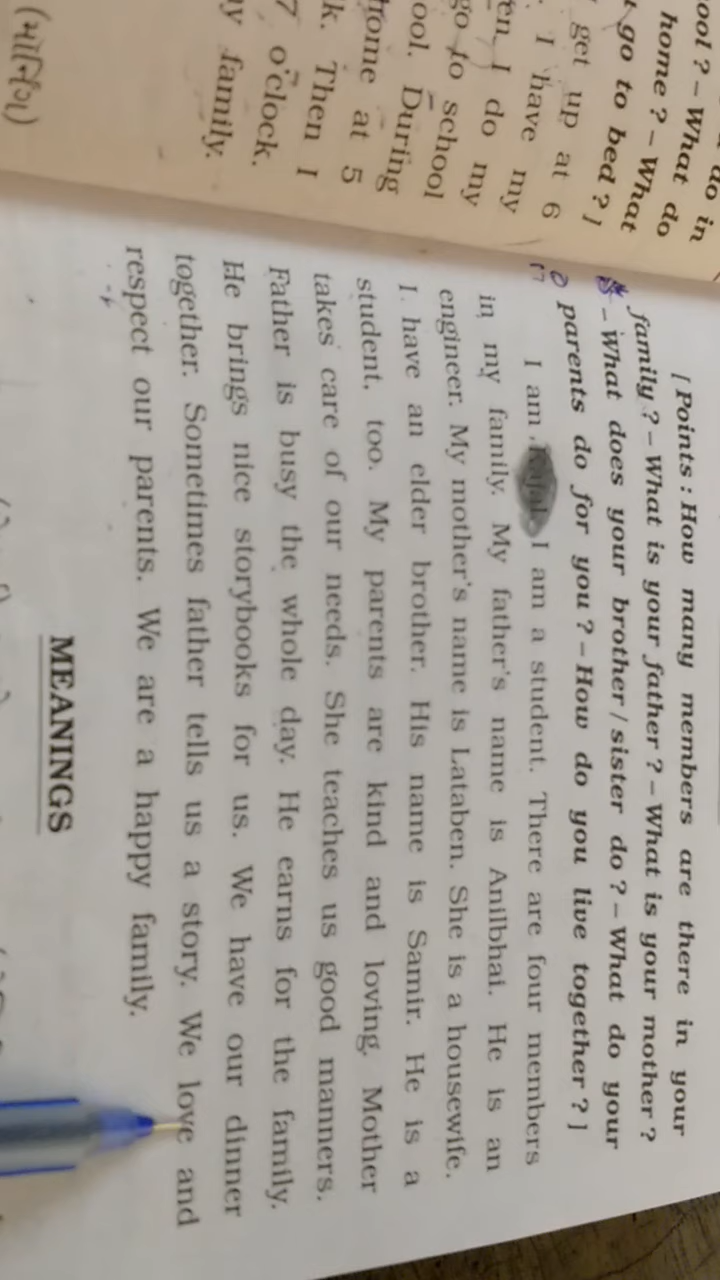 ool ? – What do in
home ? – What do
go to bed ? ]
get up at 6
I have my
en I do my
go to school
ool. During
home at 5
k. Then I
7 o'clock.
y family.
[ Points : How many members are there in your
family ? – What is your father ? – What is your mother ?
– What does your brother / sister do ? – What do your
parents do for you ? – How do you live together ? ]
I am I am a student. There are four members
in my family. My father's name is Anilbhai. He is an
engineer. My mother's name is Lataben. She is a housewife.
I have an elder brother. His name is Samir. He is a
student, too. My parents are kind and loving. Mother
takes care of our needs. She teaches us good manners.
Father is busy the whole day. He earns for the family.
He brings nice storybooks for us. We have our dinner
together. Sometimes father tells us a story. We love and
respect our parents. We are a happy family.
MEANINGS